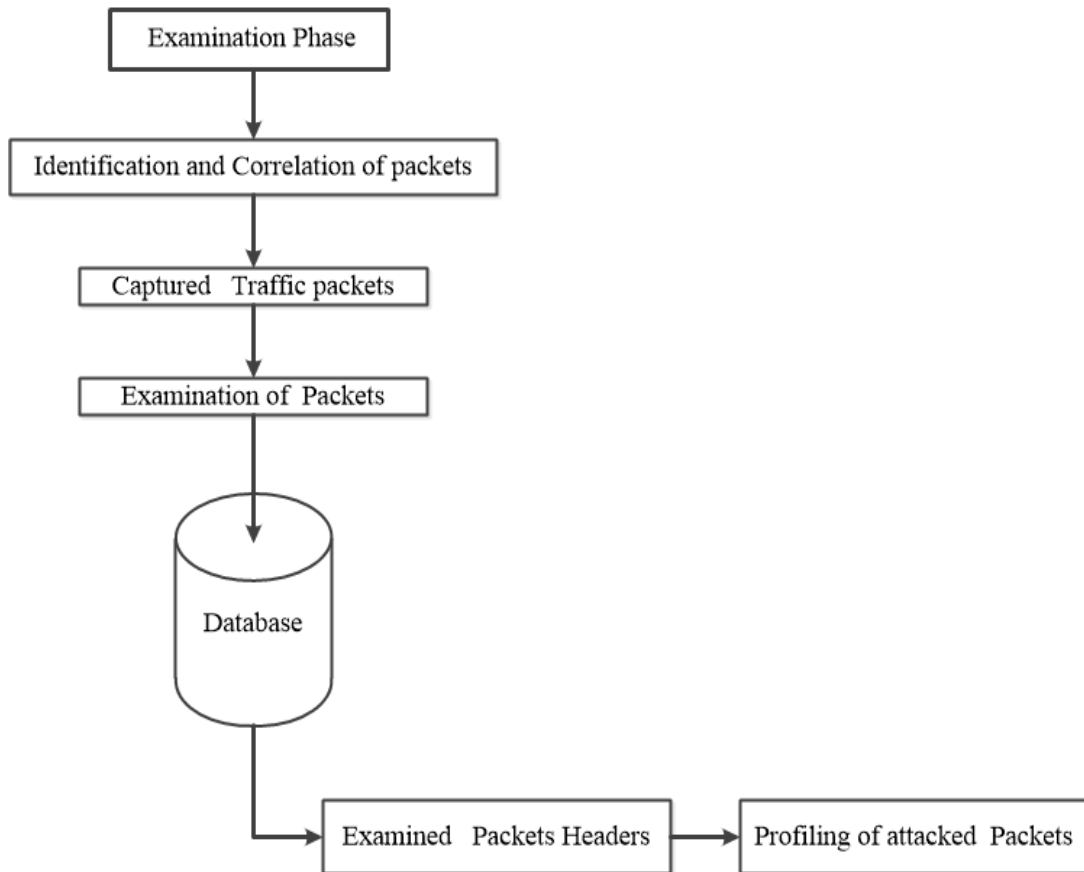 Examination Phase
Identification and Correlation of packets
Captured Traffic packets
Examination of Packets
Database
Examined Packets Headers
Profiling of attacked Packets